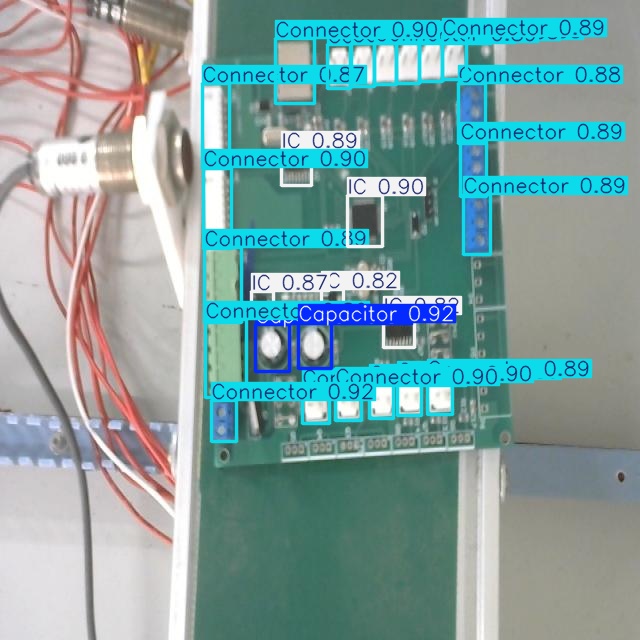 Connector 0.90
Connector 0.89
Connector 0.87
Connector 0.88
IC 0.89
Connector 0.89
Connector 0.90
IC 0.90
Connector 0.89
Connector 0.89
IC 0.87
0.82
Connector
IC 0.82
Capacitor 0.92
Connector 0.90
.90
0.89
Connector 0.92